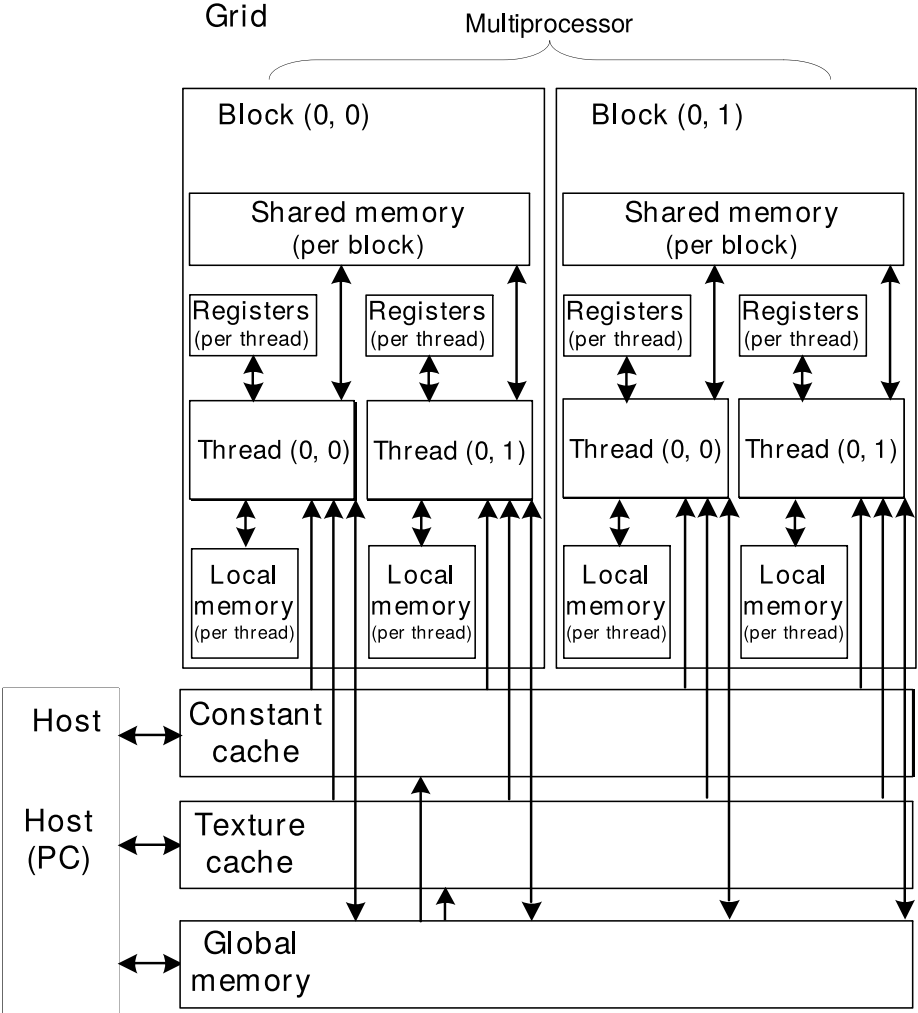 Grid
Multiprocessor
Block (0, 0)
Shared memory
(per block)
Registers
(per thread)
Registers
(per thread)
Thread (0, 0)
Thread (0, 1)
Local
memory
(per thread)
Local
memory
(per thread)
Block (0, 1)
Shared memory
(per block)
Registers
(per thread)
Registers
(per thread)
Thread (0, 0)
Thread (0, 1)
Local
memory
(per thread)
Local
memory
(per thread)
Host
Constant
cache
Host
(PC)
Texture
cache
Global
memory